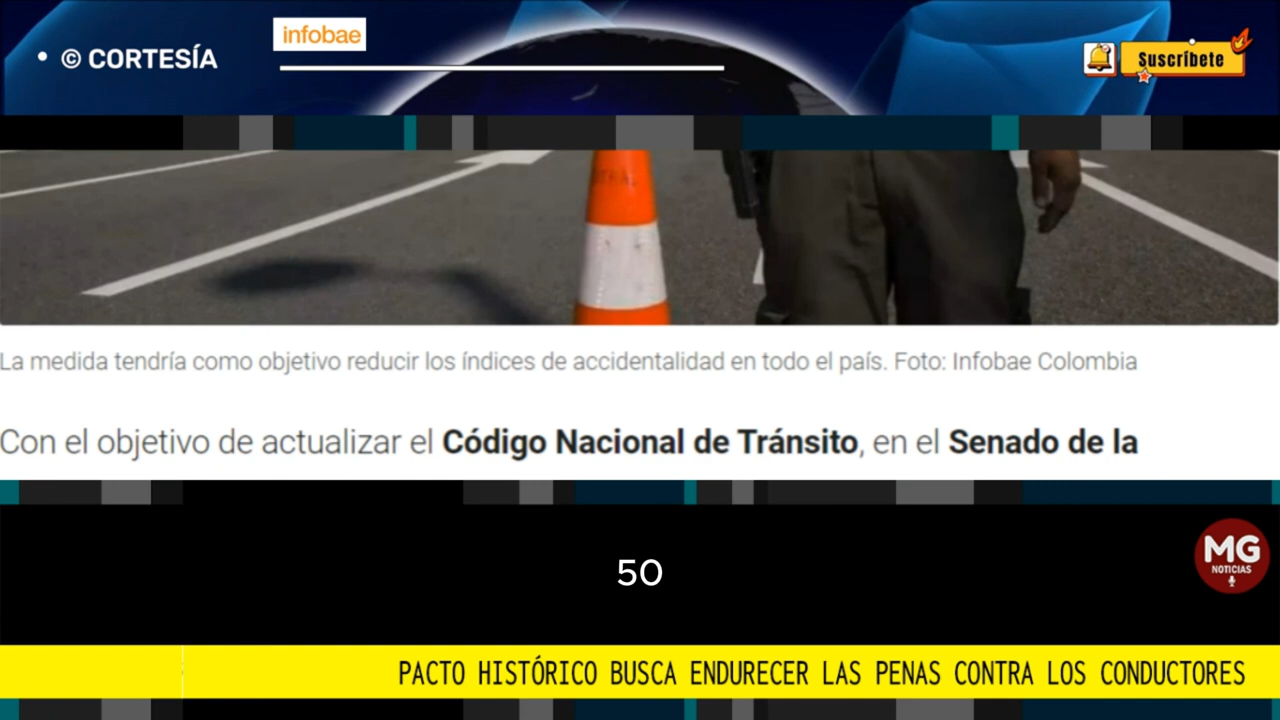 • © CORTESÍA
infobae
Suscríbete
La medida tendría como objetivo reducir los índices de accidentalidad en todo el país. Foto: Infobae Colombia
Con el objetivo de actualizar el Código Nacional de Tránsito, en el Senado de la
50
MG
NOTICIAS
PACTO HISTÓRICO BUSCA ENDURECER LAS PENAS CONTRA LOS CONDUCTORES